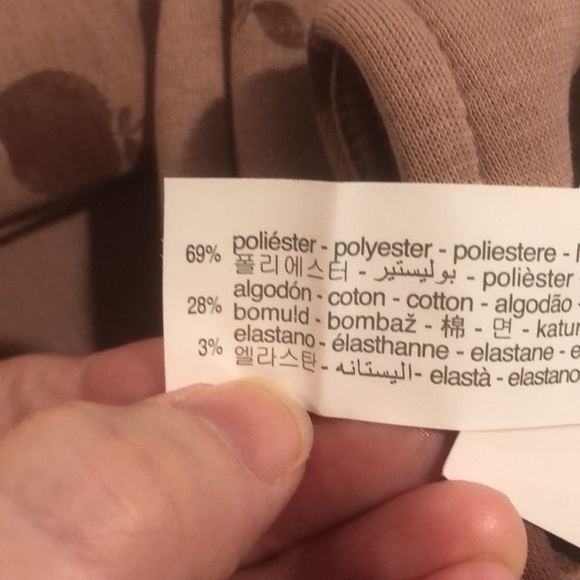 69% poliéster - polyester - poliestere -
폴리에스터 - بوليستير - polièster
28% algodón - coton - cotton - algodão -
bomuld - bombaž - 棉 - 면 -
3% elastano - élasthanne - elastane -
엘라스탄 - اليستانه - elastà - elastano